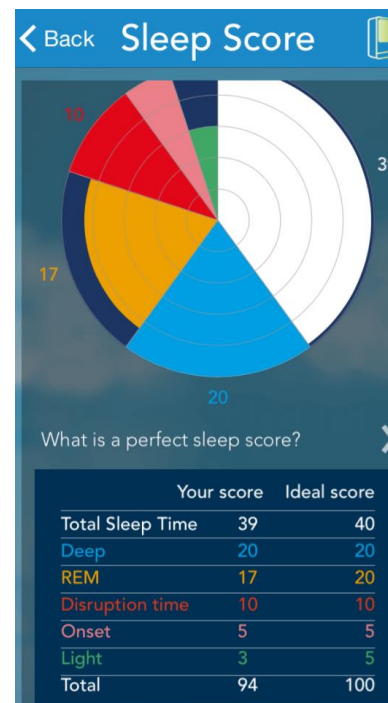 Back Sleep Score
10
17
20
What is a perfect sleep score?
Your score Ideal score
Total Sleep Time 39 40
Deep 20 20
REM 17 20
Disruption time 10 10
Onset 5 5
Light 3 5
Total 94 100